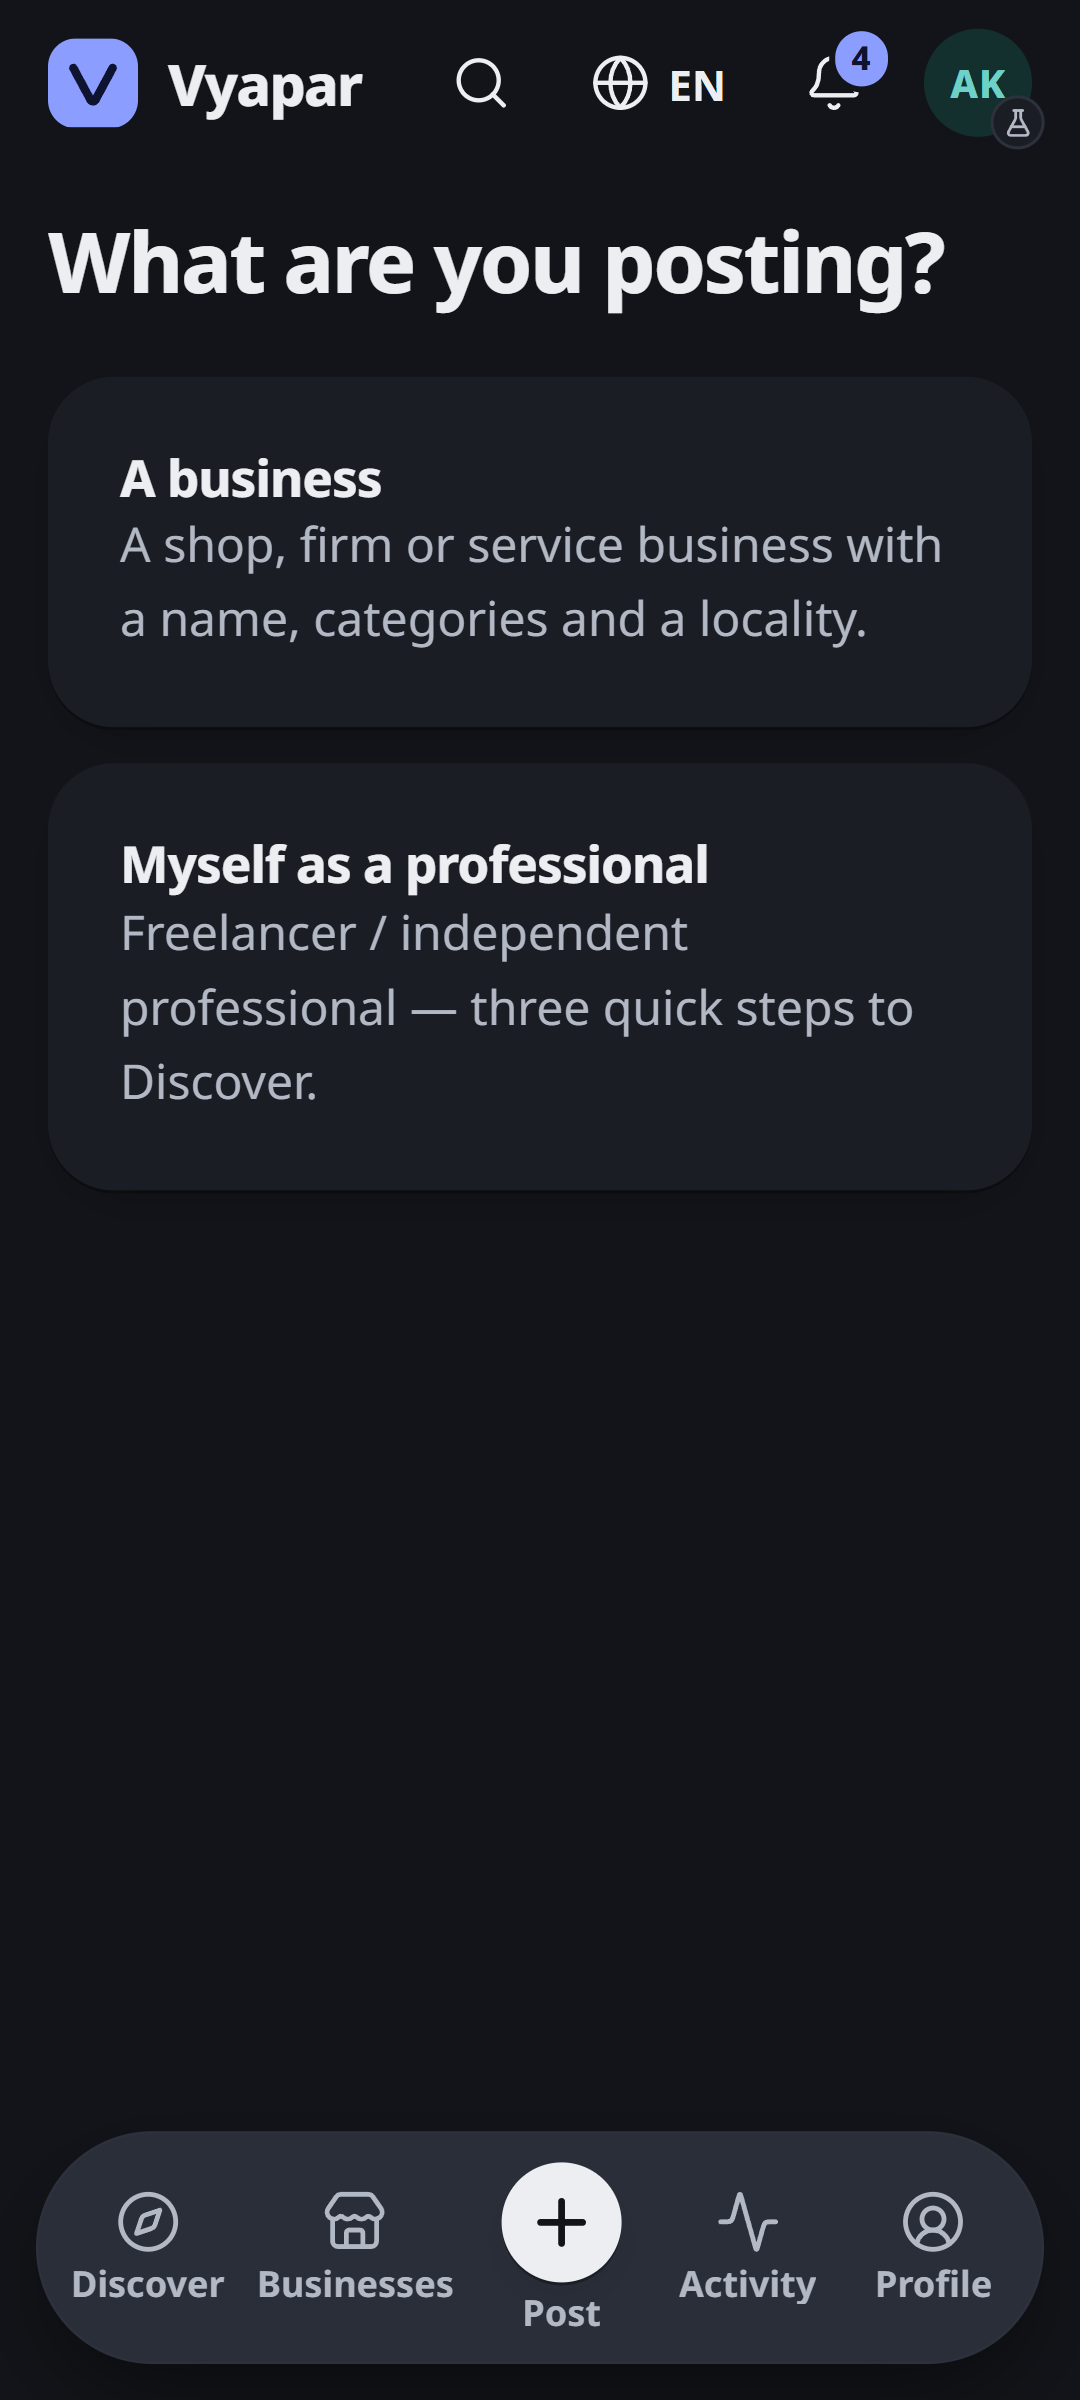 Vyapar
EN
4
AK
What are you posting?
A business
A shop, firm or service business with
a name, categories and a locality.
Myself as a professional
Freelancer / independent
professional — three quick steps to
Discover.
Discover
Businesses
Post
Activity
Profile